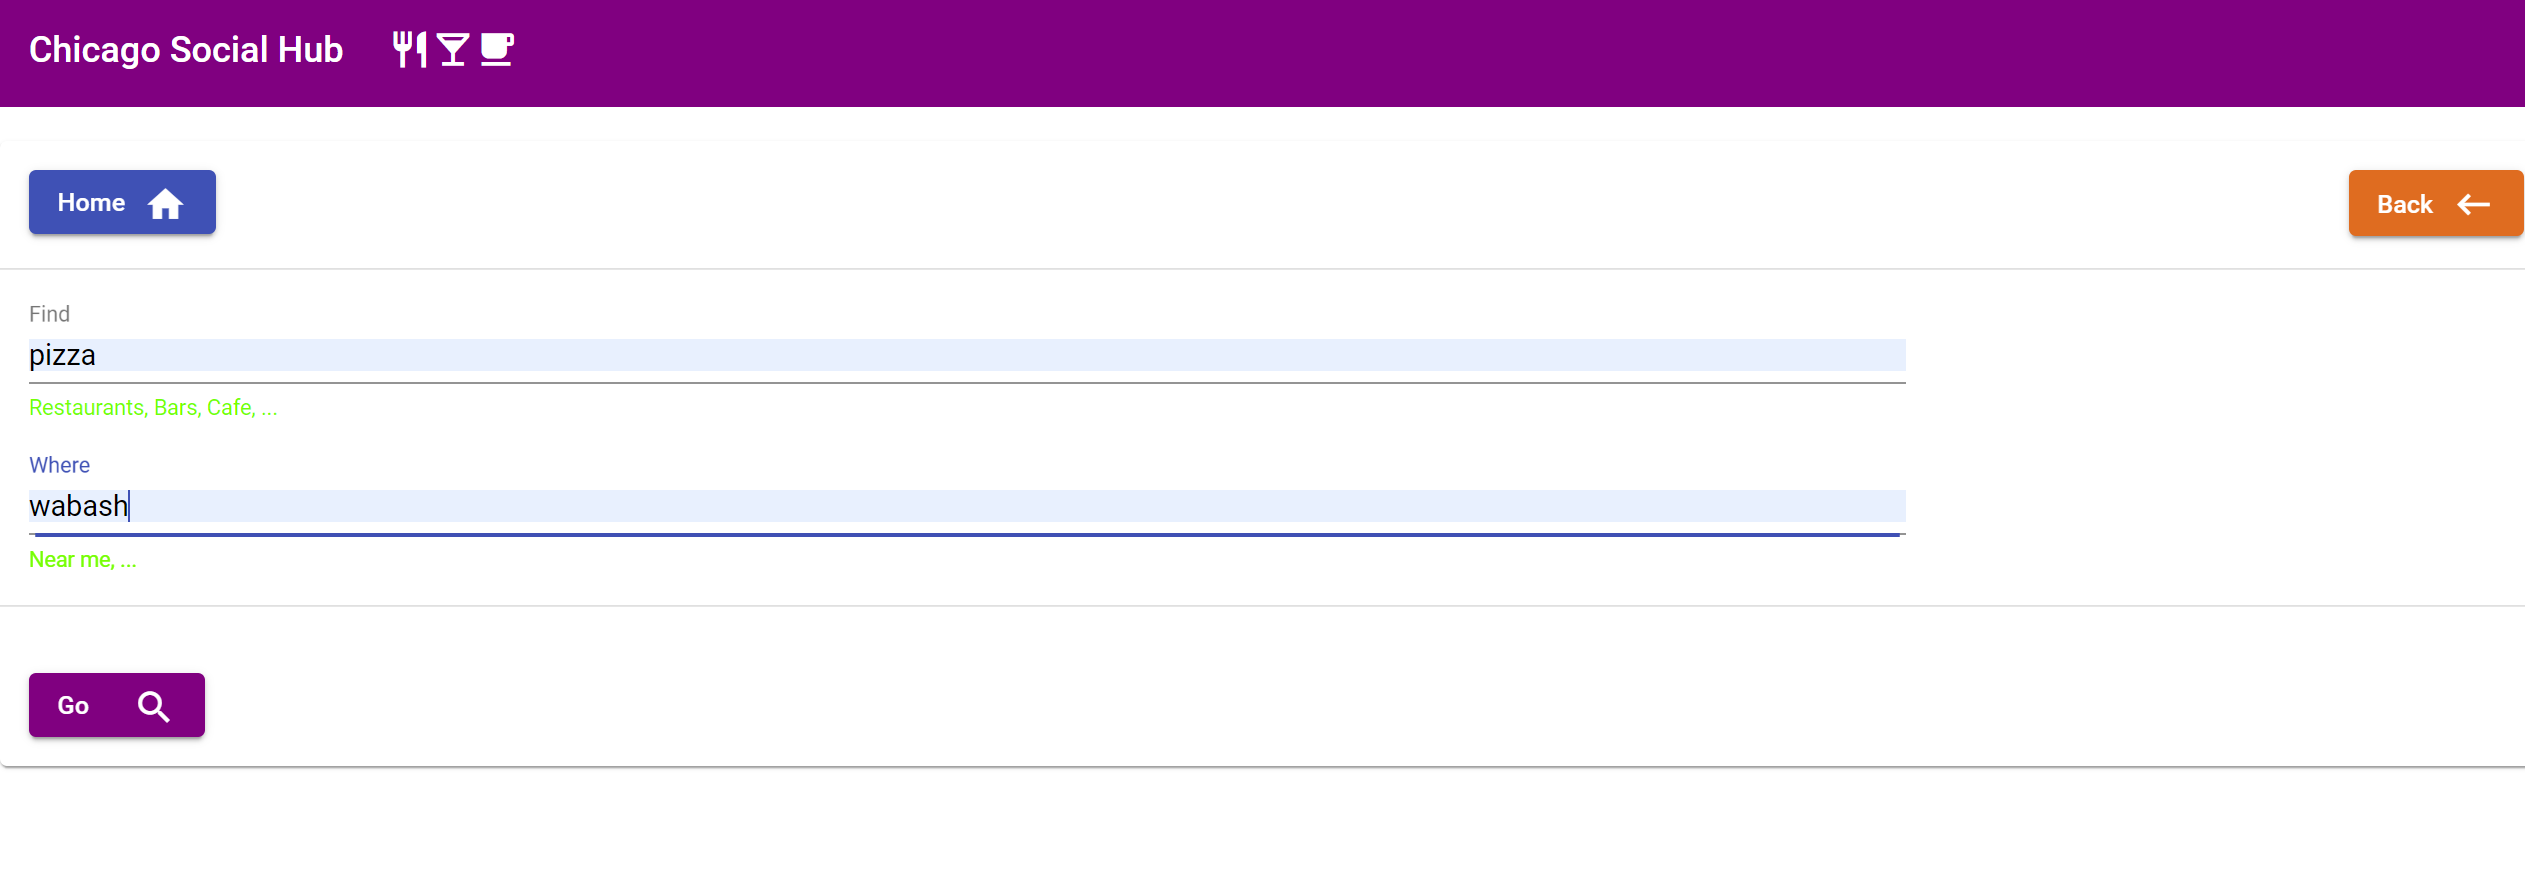 Chicago Social Hub
Home
Back
Find
pizza
Restaurants, Bars, Cafe, ...
Where
wabash
Near me, ...
Go